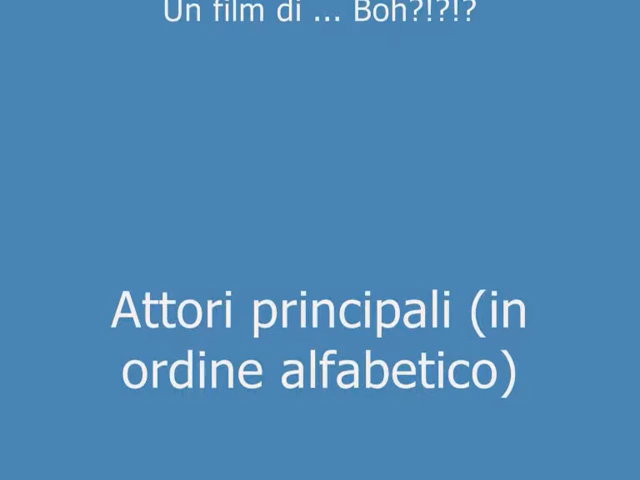 Un film di ... Boh?!?!?
Attori principali (in
ordine alfabetico)